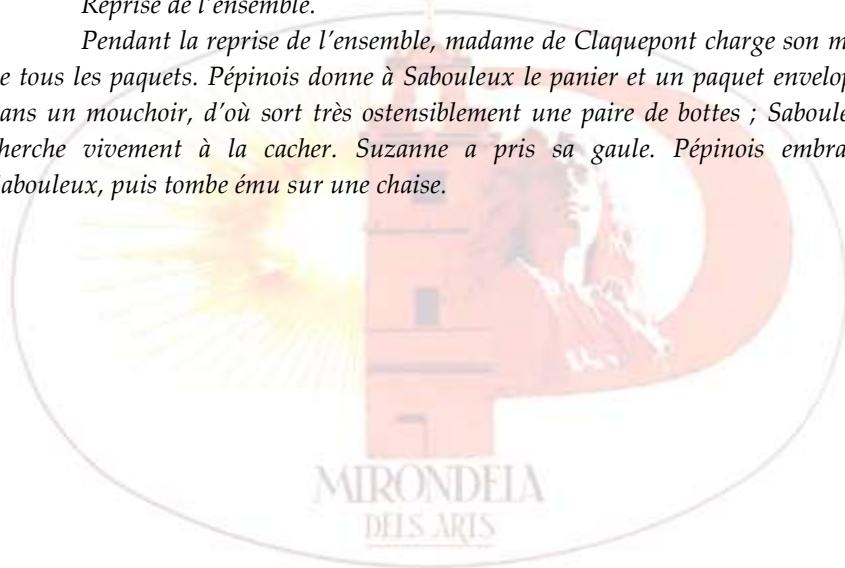 Reprise de l’ensemble.
Pendant la reprise de l’ensemble, madame de Claquepont charge son m
e tous les paquets. Pépinois donne à Sabouleux le panier et un paquet envelop
ans un mouchoir, d’où sort très ostensiblement une paire de bottes ; Saboule
herche vivement à la cacher. Suzanne a pris sa gaule. Pépinois embra
abouleux, puis tombe ému sur une chaise.
MIRONDELA
DELS ARTS